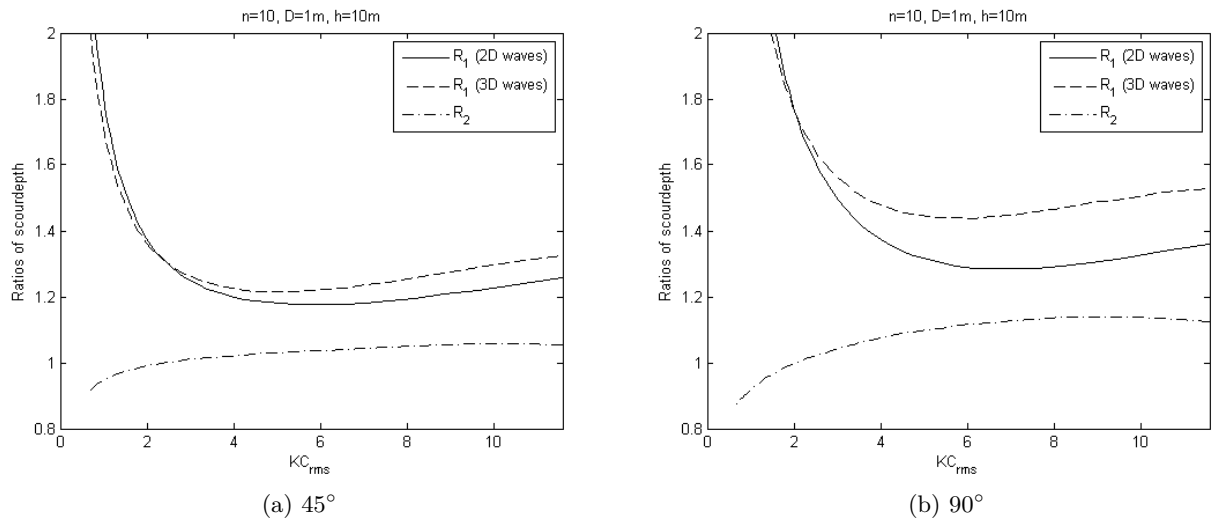 n=10, D=1m, h=10m
Ratios of scourdepth
2
1.8
1.6
1.4
1.2
1
0.8
R1 (2D waves)
R1 (3D waves)
R2
0 2 4 6 8 10
KCrms
(a) 45°
n=10, D=1m, h=10m
Ratios of scourdepth
2
1.8
1.6
1.4
1.2
1
0.8
R1 (2D waves)
R1 (3D waves)
R2
0 2 4 6 8 10
KCrms
(b) 90°